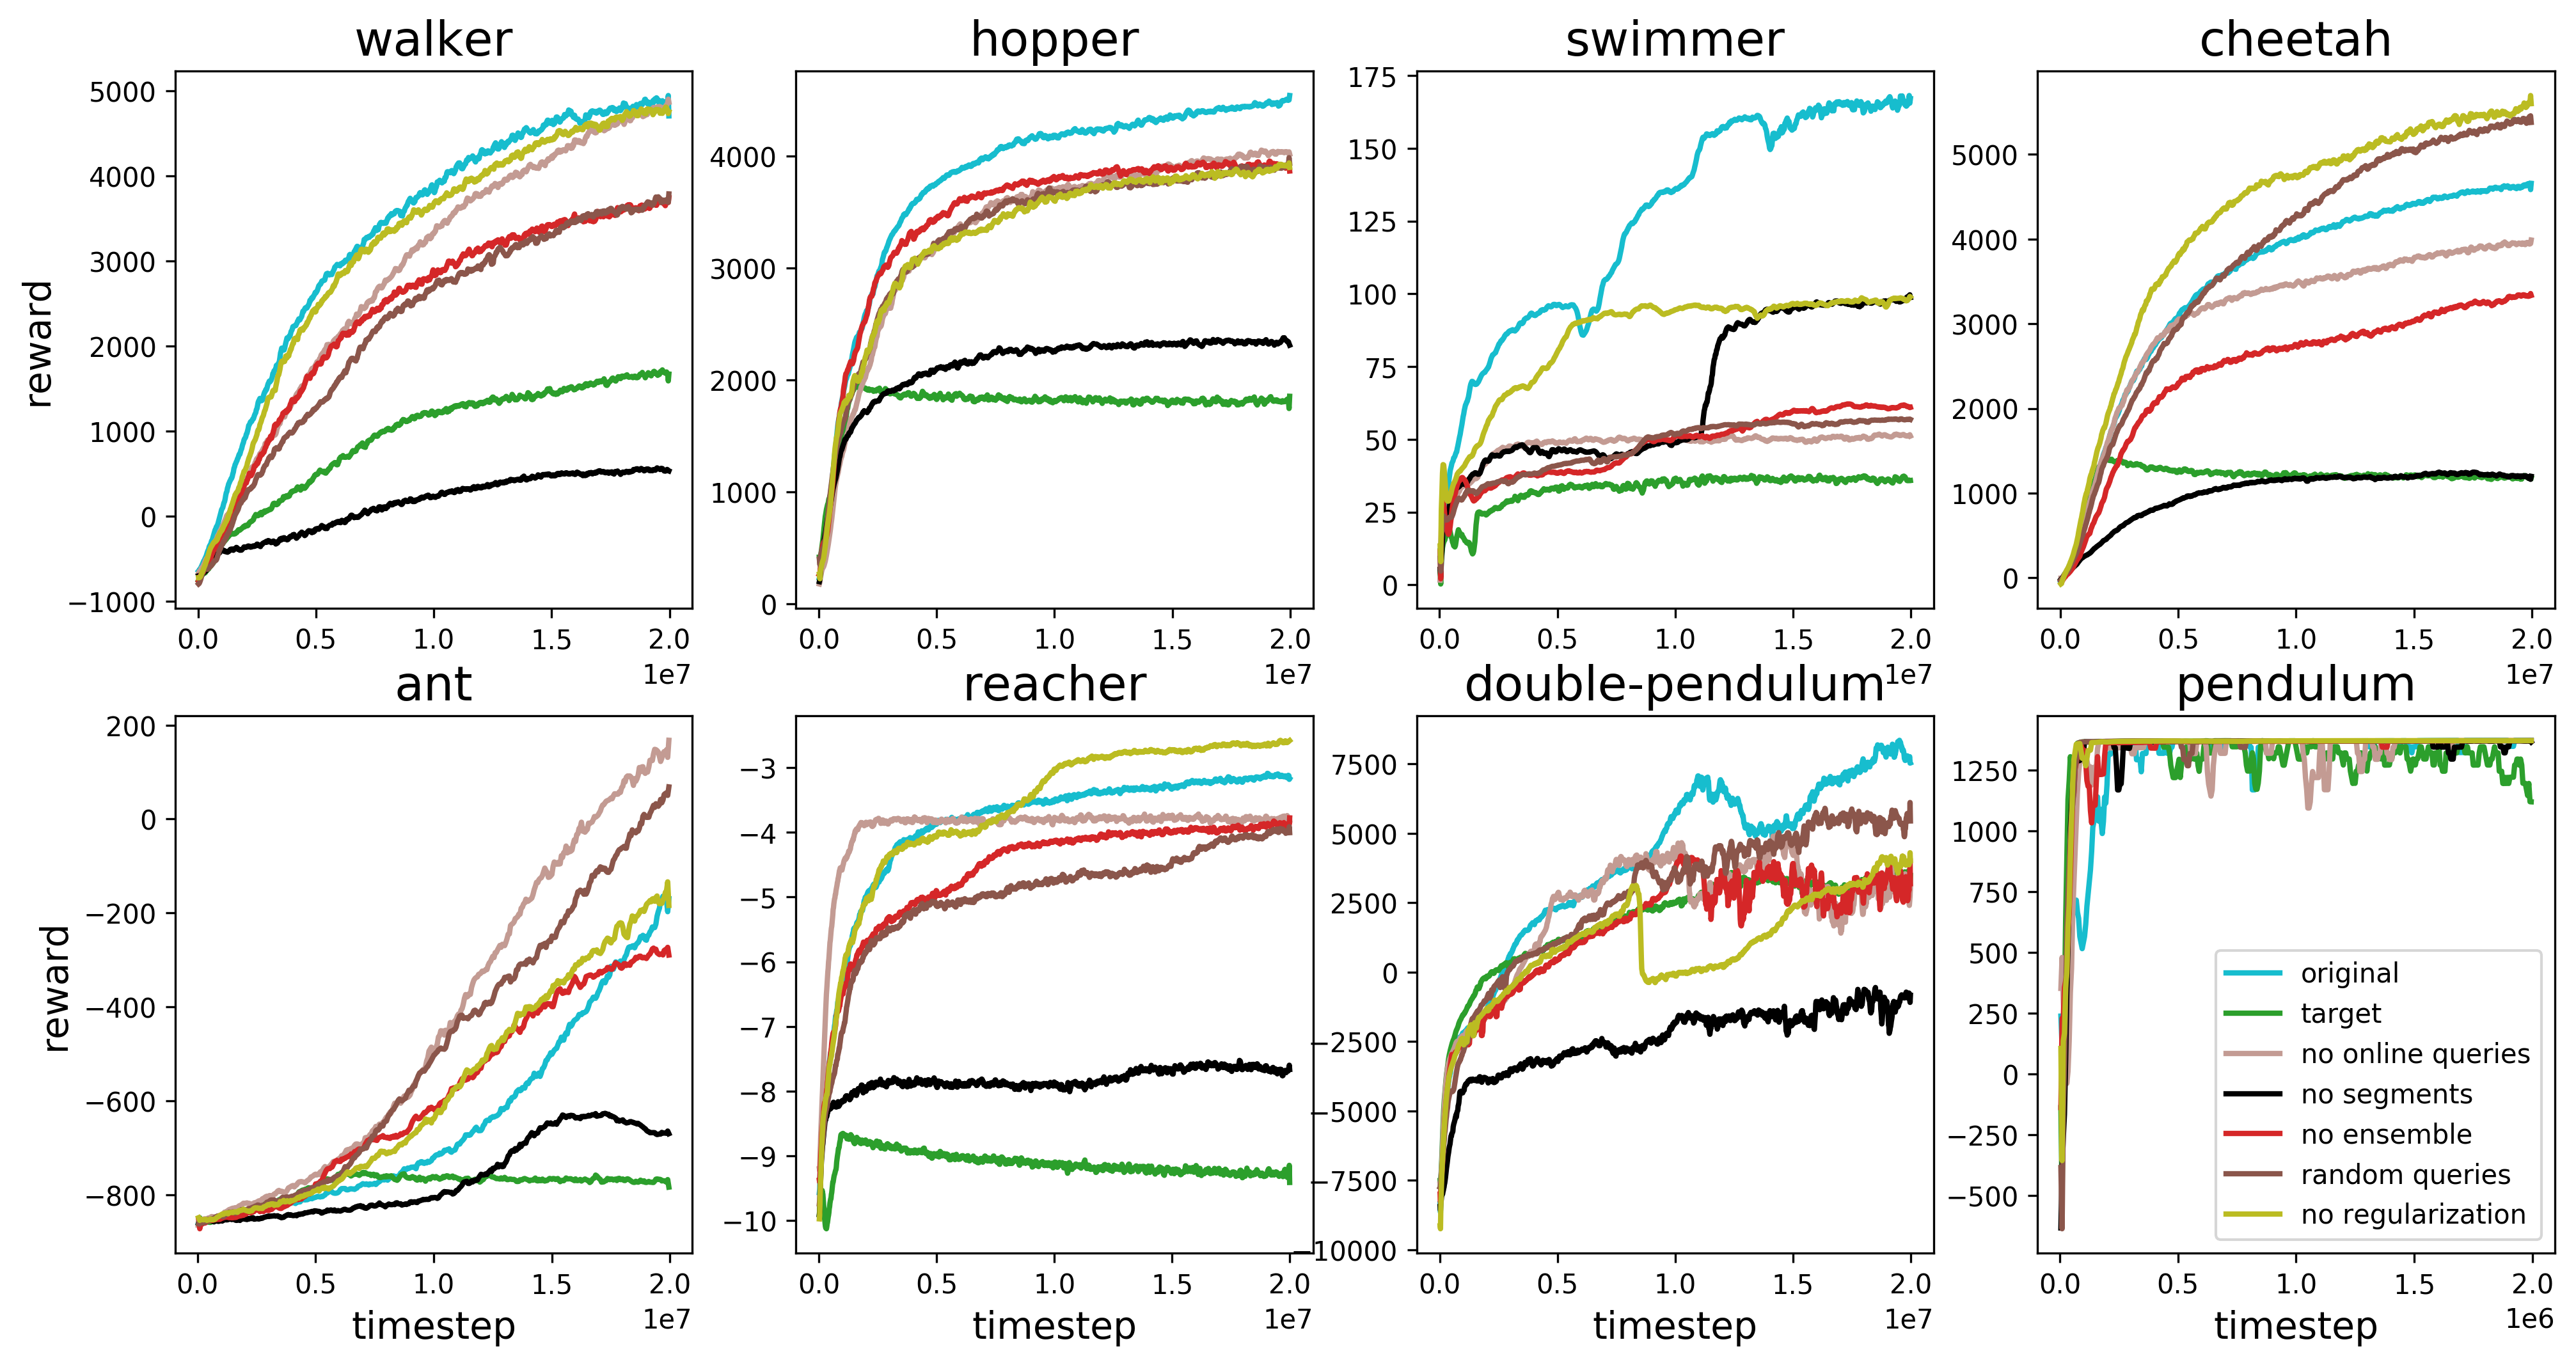 walker
hopper
swimmer
cheetah
reward
5000
4000
3000
2000
1000
0
−1000
0.0 0.5 1.0 1.5 2.0
1e7
4000
3000
2000
1000
0
0.0 0.5 1.0 1.5 2.0
1e7
175
150
125
100
75
50
25
0
0.0 0.5 1.0 1.5 2.0
1e7
5000
4000
3000
2000
1000
0
0.0 0.5 1.0 1.5 2.0
1e7
ant
reacher
double-pendulum
pendulum
reward
200
0
−200
−400
−600
−800
0.0 0.5 1.0 1.5 2.0
1e7
timestep
−3
−4
−5
−6
−7
−8
−9
−10
0.0 0.5 1.0 1.5 2.0
1e7
timestep
7500
5000
2500
0
−2500
−5000
−7500
−10000
0.0 0.5 1.0 1.5 2.0
1e7
timestep
1250
1000
750
500
250
0
−250
−500
0.0 0.5 1.0 1.5 2.0
1e6
timestep
original
target
no online queries
no segments
no ensemble
random queries
no regularization